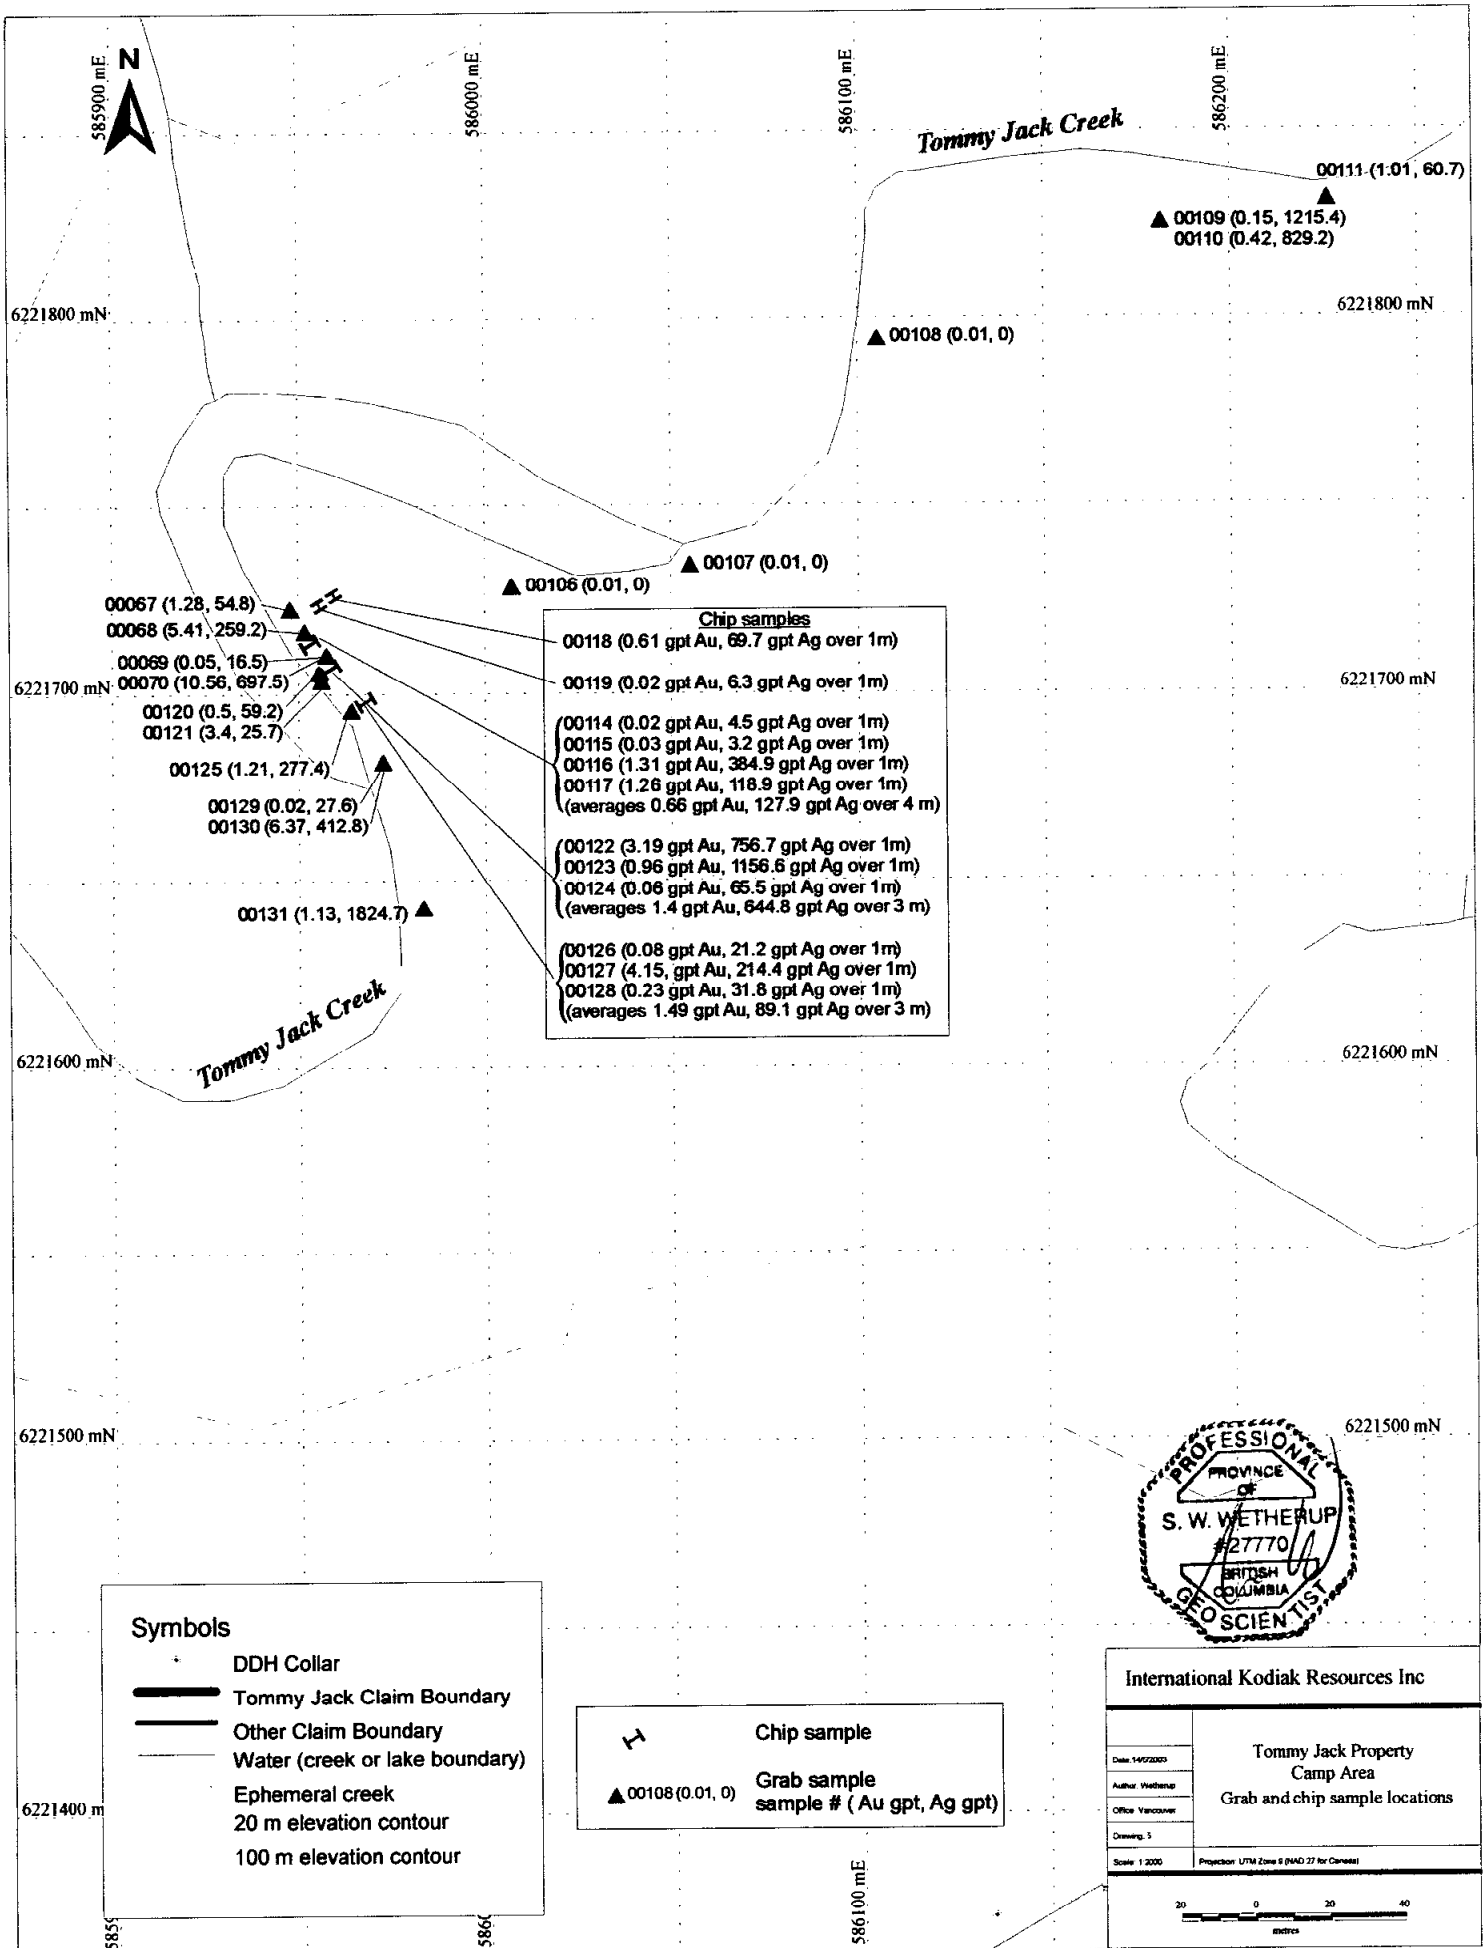 N
585900 mE
586000 mE
586100 mE
586200 mE
Tommy Jack Creek
00111 (1.01, 60.7)
00109 (0.15, 1215.4)
00110 (0.42, 829.2)
6221800 mN
6221800 mN
00108 (0.01, 0)
00107 (0.01, 0)
00106 (0.01, 0)
00067 (1.28, 54.8)
00068 (5.41, 259.2)
00069 (0.05, 16.5)
6221700 mN
00070 (10.56, 697.5)
00120 (0.5, 59.2)
00121 (3.4, 25.7)
00125 (1.21, 277.4)
00129 (0.02, 27.6)
00130 (6.37, 412.8)
00131 (1.13, 1824.7)
Chip samples
00118 (0.61 gpt Au, 69.7 gpt Ag over 1m)
00119 (0.02 gpt Au, 6.3 gpt Ag over 1m)
00114 (0.02 gpt Au, 4.5 gpt Ag over 1m)
00115 (0.03 gpt Au, 3.2 gpt Ag over 1m)
00116 (1.31 gpt Au, 384.9 gpt Ag over 1m)
00117 (1.26 gpt Au, 118.9 gpt Ag over 1m)
(averages 0.66 gpt Au, 127.9 gpt Ag over 4 m)
00122 (3.19 gpt Au, 756.7 gpt Ag over 1m)
00123 (0.96 gpt Au, 1156.6 gpt Ag over 1m)
00124 (0.06 gpt Au, 65.5 gpt Ag over 1m)
(averages 1.4 gpt Au, 644.8 gpt Ag over 3 m)
00126 (0.08 gpt Au, 21.2 gpt Ag over 1m)
00127 (4.15, gpt Au, 214.4 gpt Ag over 1m)
00128 (0.23 gpt Au, 31.8 gpt Ag over 1m)
(averages 1.49 gpt Au, 89.1 gpt Ag over 3 m)
6221700 mN
Tommy Jack Creek
6221600 mN
6221600 mN
6221500 mN
6221500 mN
PROFESSIONAL
PROVINCE
OF
S. W. WETHERUP
#27770
BRITISH
COLUMBIA
GEOSCIENTIST
Symbols
DDH Collar
Tommy Jack Claim Boundary
Other Claim Boundary
Water (creek or lake boundary)
Ephemeral creek
20 m elevation contour
100 m elevation contour
6221400 m
Chip sample
00108 (0.01, 0)
Grab sample
sample # ( Au gpt, Ag gpt)
586100 mE
International Kodiak Resources Inc
Author: Wetherup
Office: Vancouver
Drawing: 5
Scale: 1:2000
Tommy Jack Property
Camp Area
Grab and chip sample locations
Projection: UTM Zone 9 (NAD 27 for Canada)
20 0 20 40
metres